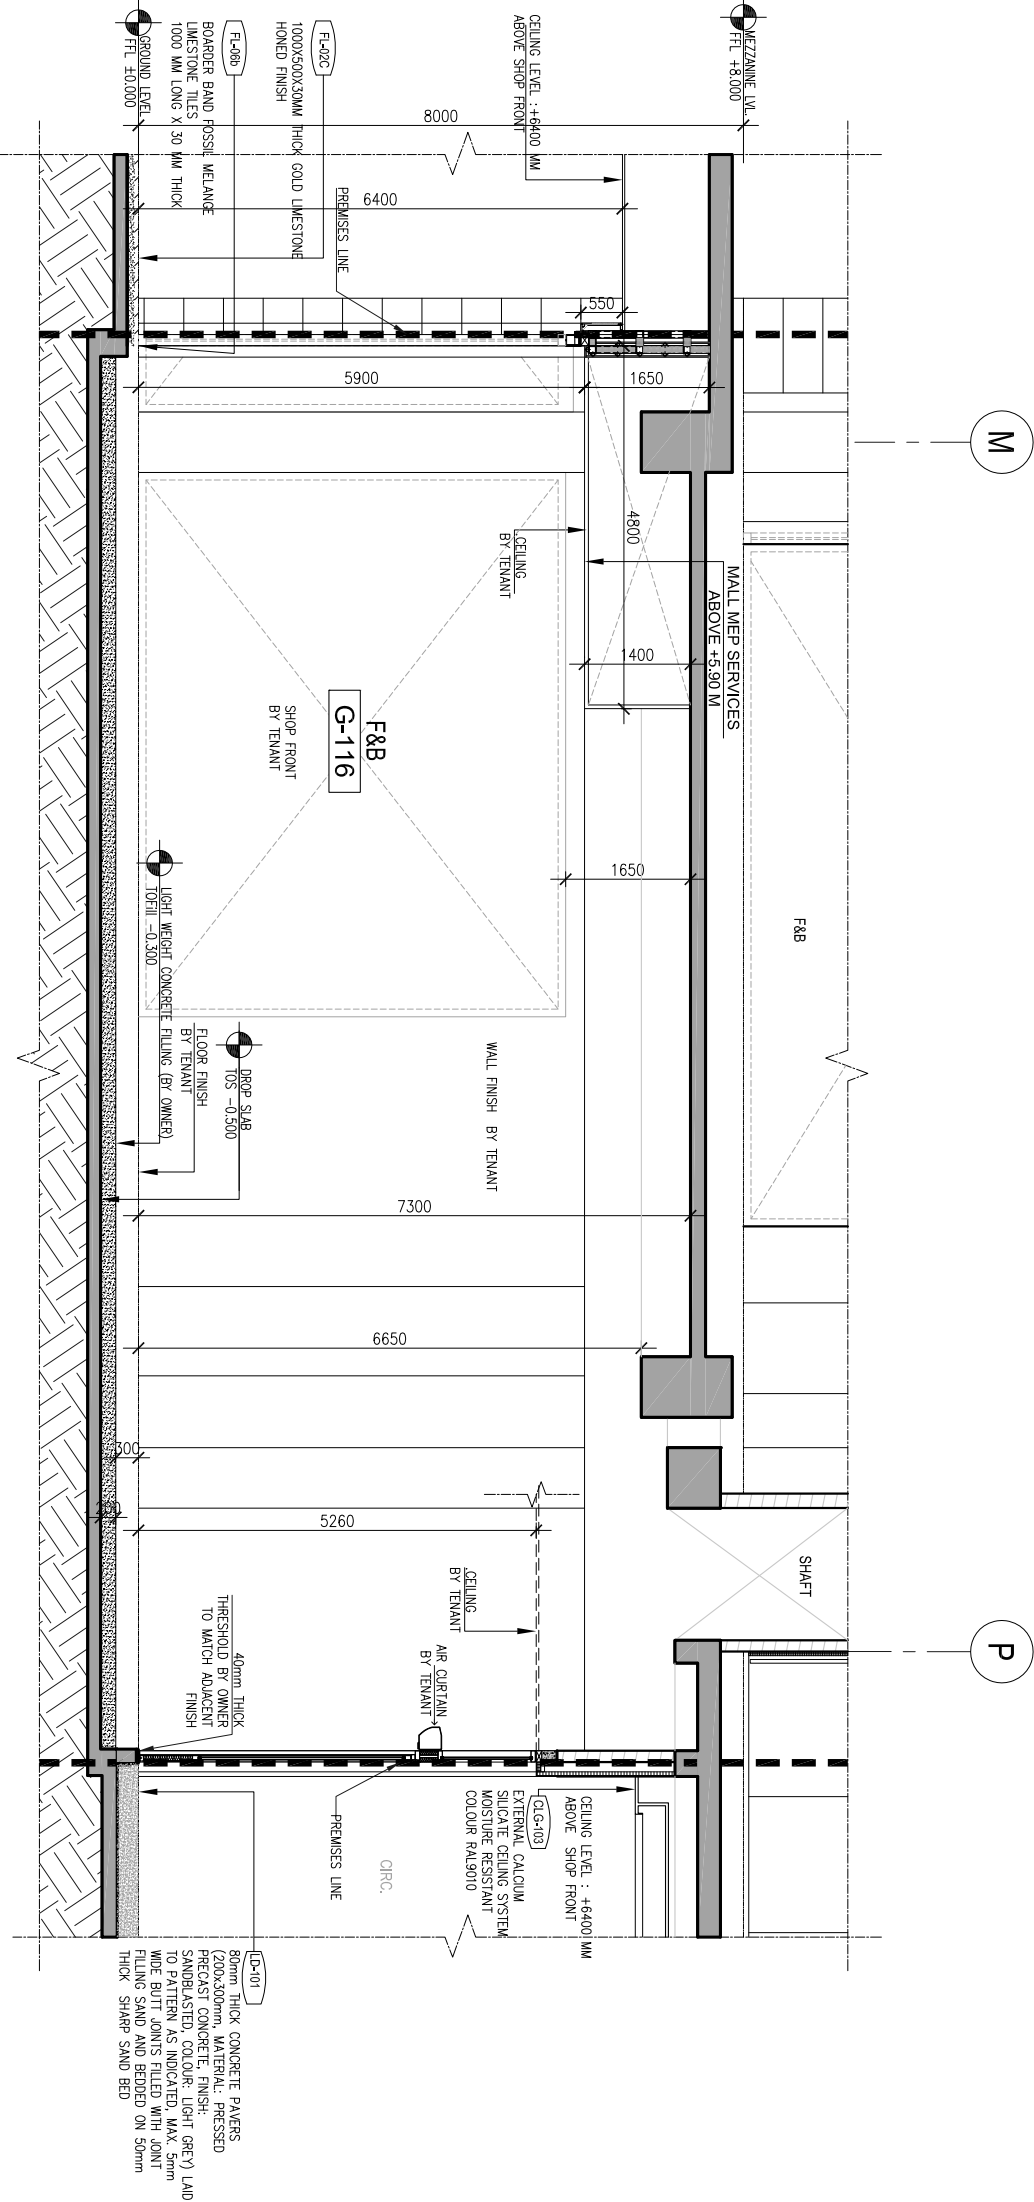 MEZZANINE LVL.
FFL +8.000
M
P
CEILING LEVEL :+6400 MM
ABOVE SHOP FRONT
FL-02C
1000X500X30MM THICK GOLD LIMESTONE
HONED FINISH
FL-06b
BOARDER BAND FOSSIL MELANGE
LIMESTONE TILES
1000 MM LONG X 30 MM THICK
GROUND LEVEL
FFL ±0.000
8000
6400
PREMISES LINE
550
5900
1650
4800
CEILING
BY TENANT
MALL MEP SERVICES
ABOVE +5.90 M
1400
F&B
G-116
SHOP FRONT
BY TENANT
1650
F&B
LIGHT WEIGHT CONCRETE FILLING (BY OWNER)
TOFill -0.300
FLOOR FINISH
BY TENANT
DROP SLAB
TOS -0.500
WALL FINISH BY TENANT
7300
6650
300
5260
SHAFT
CEILING
BY TENANT
AIR CURTAIN
BY TENANT
40mm THICK
THRESHOLD BY OWNER
TO MATCH ADJACENT
FINISH
CEILING LEVEL : +6400 MM
ABOVE SHOP FRONT
CLG-103
EXTERNAL CALCIUM
SILICATE CEILING SYSTEM
MOISTURE RESISTANT
COLOUR RAL9010
CIRC.
PREMISES LINE
LD-101
80mm THICK CONCRETE PAVERS
(200x300mm, MATERIAL: PRESSED
PRECAST CONCRETE, FINISH:
SANDBLASTED, COLOUR: LIGHT GREY) LAID
TO PATTERN AS INDICATED, MAX. 5mm
WIDE BUTT JOINTS FILLED WITH JOINT
FILLING SAND AND BEDDED ON 50mm
THICK SHARP SAND BED